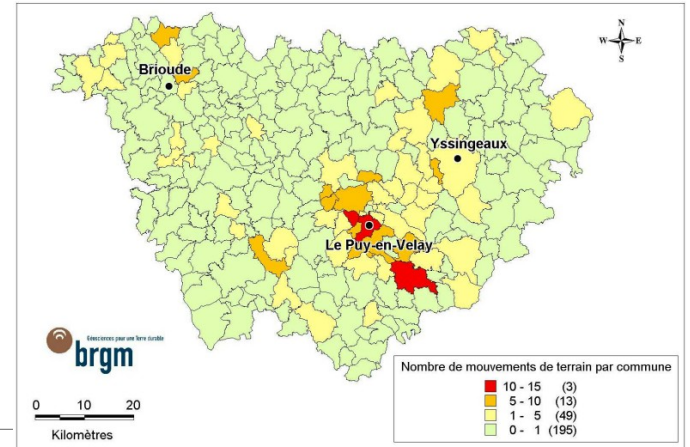 N
W E
S
Brioude
Yssingeaux
Le Puy-en-Velay
Géosciences pour une Terre durable
brgm
0 10 20
Kilomètres
Nombre de mouvements de terrain par commune
10 - 15 (3)
5 - 10 (13)
1 - 5 (49)
0 - 1 (195)